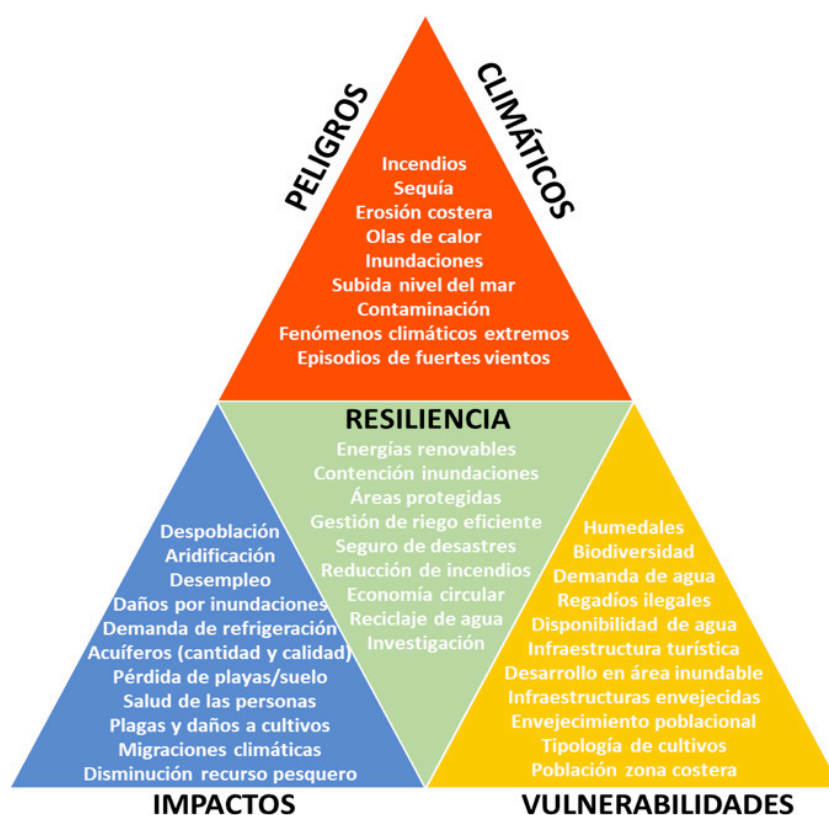 PELIGROS
CLIMÁTICOS
Incendios
Sequía
Erosión costera
Olas de calor
Inundaciones
Subida nivel del mar
Contaminación
Fenómenos climáticos extremos
Episodios de fuertes vientos
RESILIENCIA
Energías renovables
Contención inundaciones
Áreas protegidas
Gestión de riego eficiente
Seguro de desastres
Reducción de incendios
Economía circular
Reciclaje de agua
Investigación
Despoblación
Aridificación
Desempleo
Daños por inundaciones
Demanda de refrigeración
Acuíferos (cantidad y calidad)
Pérdida de playas/suelo
Salud de las personas
Plagas y daños a cultivos
Migraciones climáticas
Disminución recurso pesquero
IMPACTOS
Humedales
Biodiversidad
Demanda de agua
Regadíos ilegales
Disponibilidad de agua
Infraestructura turística
Desarrollo en área inundable
Infraestructuras envejecidas
Envejecimiento poblacional
Tipología de cultivos
Población zona costera
VULNERABILIDADES